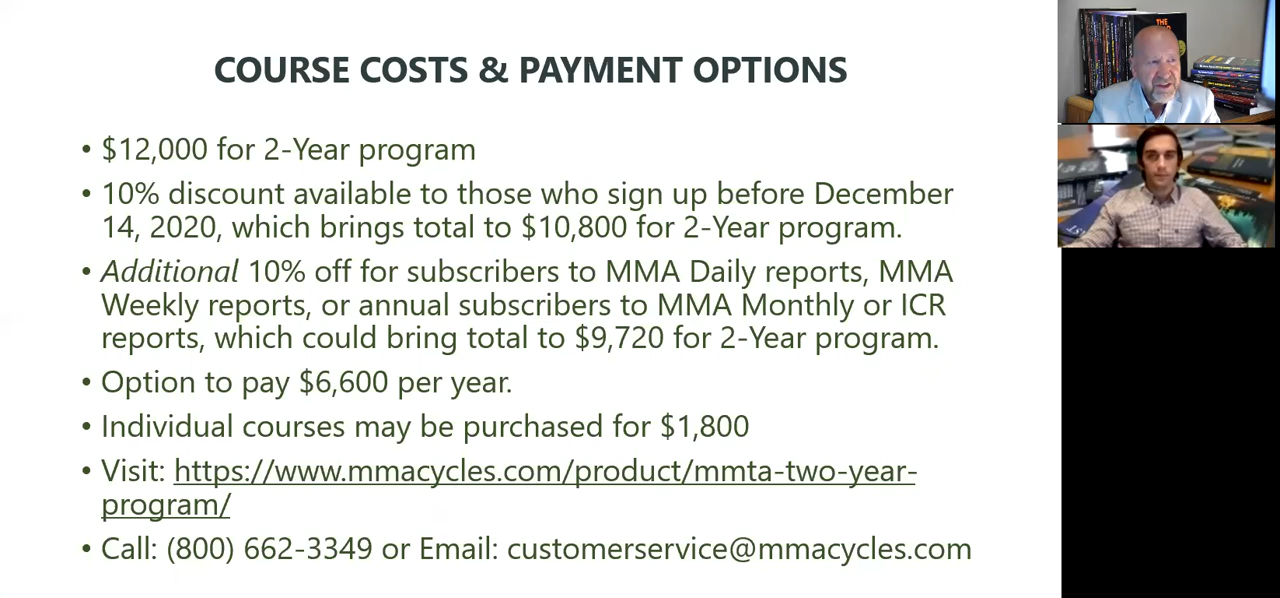 COURSE COSTS & PAYMENT OPTIONS
• $12,000 for 2-Year program
• 10% discount available to those who sign up before December
14, 2020, which brings total to $10,800 for 2-Year program.
• Additional 10% off for subscribers to MMA Daily reports, MMA
Weekly reports, or annual subscribers to MMA Monthly or ICR
reports, which could bring total to $9,720 for 2-Year program.
• Option to pay $6,600 per year.
• Individual courses may be purchased for $1,800
• Visit: https://www.mmacycles.com/product/mmta-two-year-
program/
• Call: (800) 662-3349 or Email: customerservice@mmacycles.com
THE